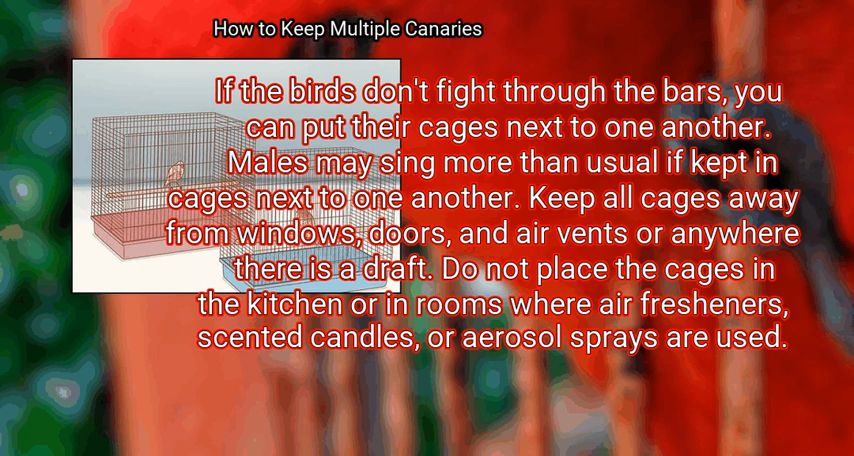 How to Keep Multiple Canaries
If the birds don't fight through the bars, you
can put their cages next to one another.
Males may sing more than usual if kept in
cages next to one another. Keep all cages away
from windows, doors, and air vents or anywhere
there is a draft. Do not place the cages in
the kitchen or in rooms where air fresheners,
scented candles, or aerosol sprays are used.